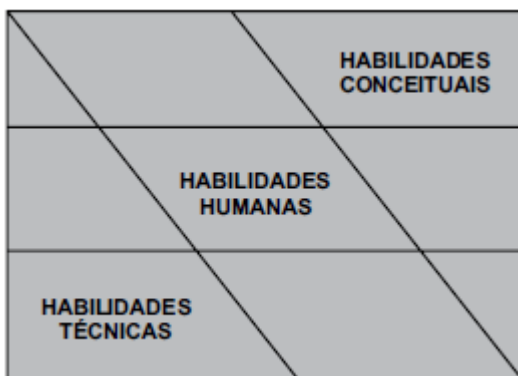 HABILIDADES
CONCEITUAIS
HABILIDADES
HUMANAS
HABILIDADES
TÉCNICAS